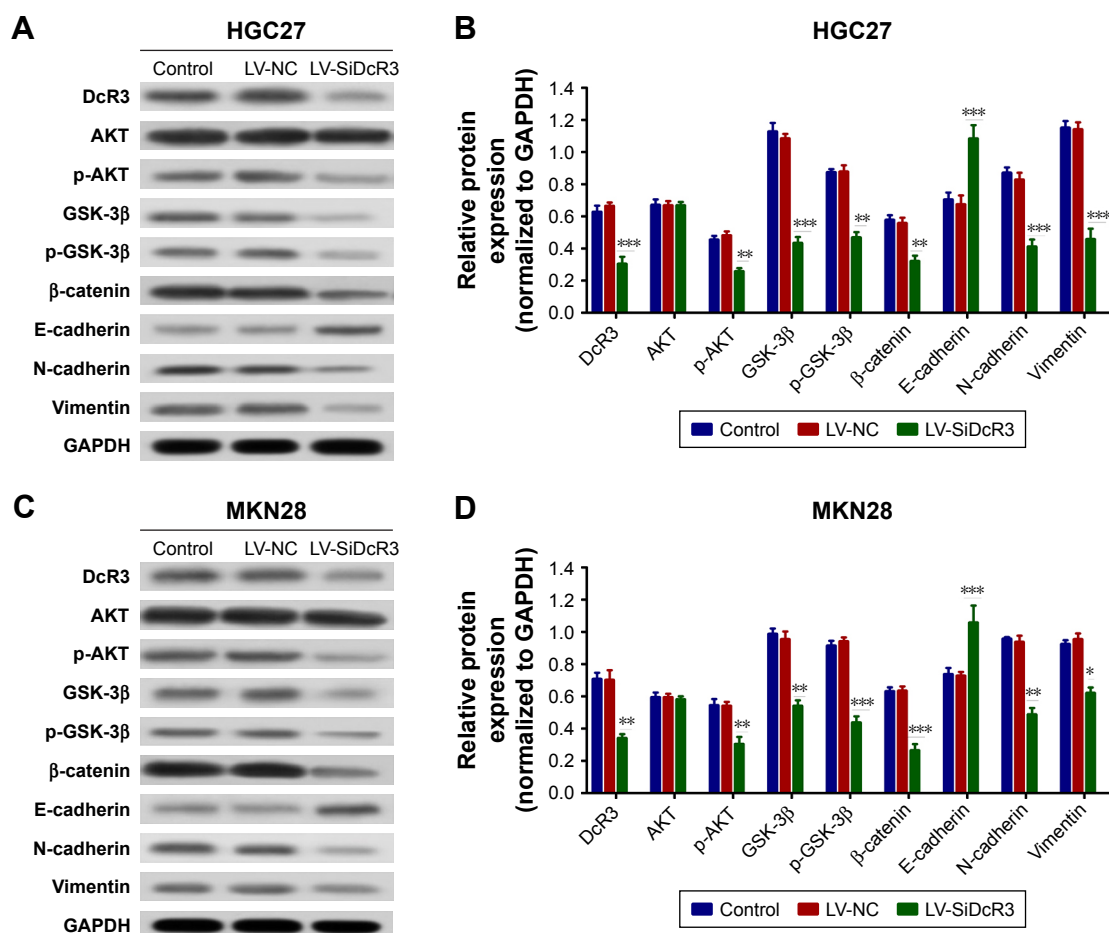 A
HGC27
Control LV-NC LV-SiDcR3
DcR3
AKT
p-AKT
GSK-3β
p-GSK-3β
β-catenin
E-cadherin
N-cadherin
Vimentin
GAPDH
B
HGC27
Relative protein
expression
(normalized to GAPDH)
1.4
1.2
1.0
0.8
0.6
0.4
0.2
0.0
*** ** *** ** ** *** *** ***
DcR3 AKT p-AKT GSK-3β p-GSK-3β β-catenin E-cadherin N-cadherin Vimentin
Control LV-NC LV-SiDcR3
C
MKN28
Control LV-NC LV-SiDcR3
DcR3
AKT
p-AKT
GSK-3β
p-GSK-3β
β-catenin
E-cadherin
N-cadherin
Vimentin
GAPDH
D
MKN28
Relative protein
expression
(normalized to GAPDH)
1.4
1.2
1.0
0.8
0.6
0.4
0.2
0.0
** ** ** *** *** *** ** *
DcR3 AKT p-AKT GSK-3β p-GSK-3β β-catenin E-cadherin N-cadherin Vimentin
Control LV-NC LV-SiDcR3